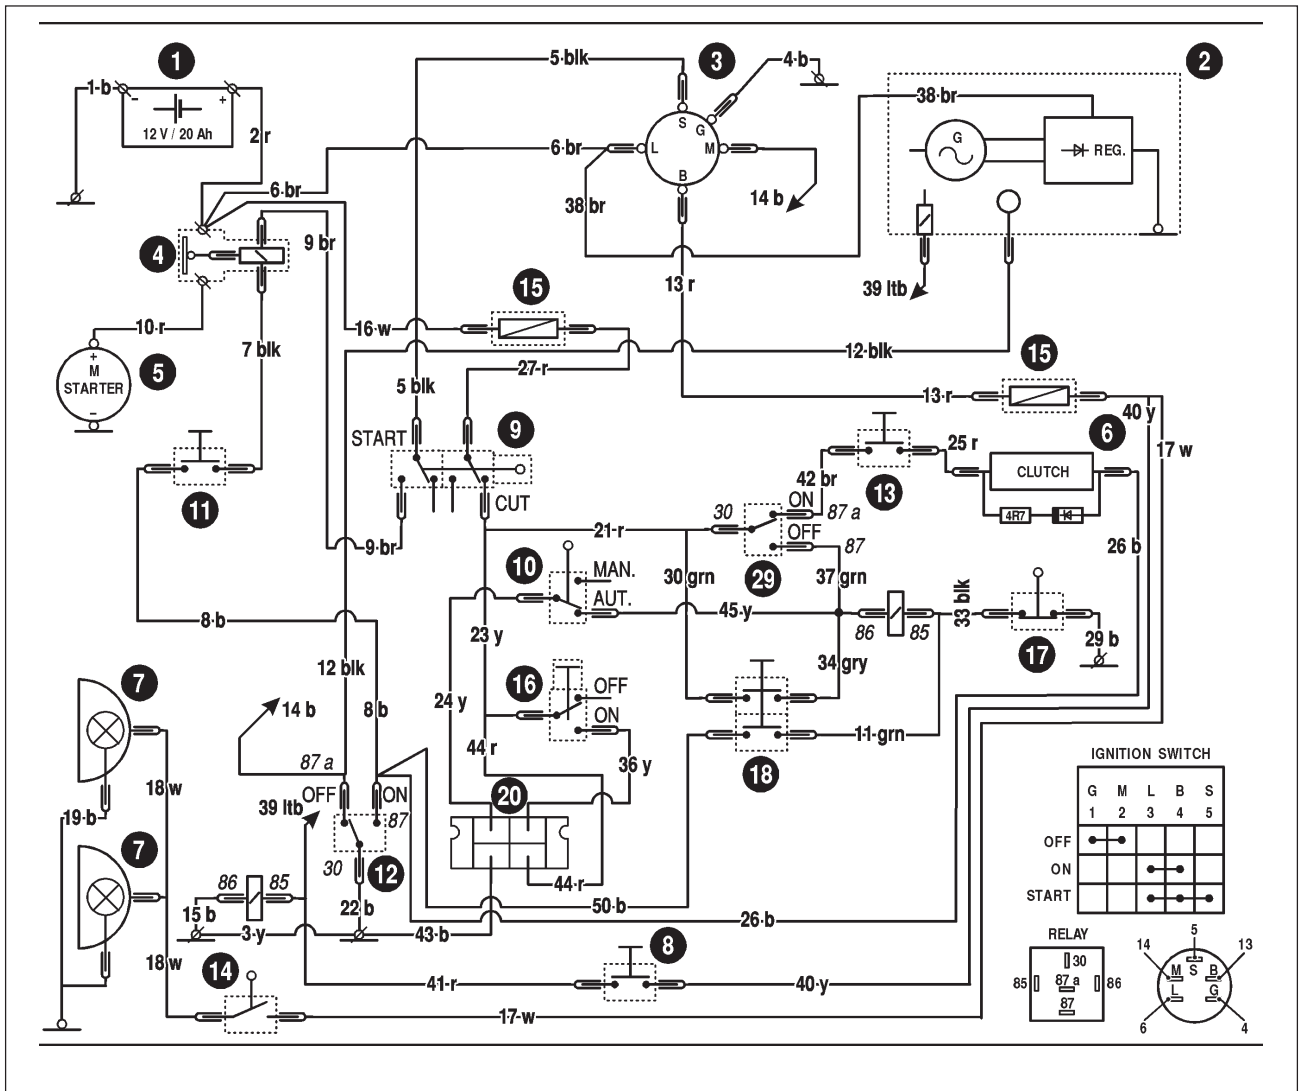 1
2
3
5 blk
4 b
1 b
2 r
12 V / 20 Ah
-
+
S
G
L
M
B
38 br
G
REG.
6 br
6 br
38 br
14 b
4
9 br
13 r
39 ltb
15
10 r
16 w
7 blk
12 blk
15
+
M
STARTER
-
5
27 r
5 blk
13 r
40 y
6
17 w
START
9
25 r
CLUTCH
42 br
13
4R7
11
CUT
ON
30
87 a
OFF
87
21 r
9 br
26 b
10
MAN.
AUT.
30 grn
29
37 grn
45 y
33 blk
86
85
8 b
23 y
17
29 b
12 blk
34 gry
7
16
OFF
ON
24 y
14 b
8 b
44 r
11 grn
36 y
18
IGNITION SWITCH
G M L B S
1 2 3 4 5
OFF
ON
START
87 a
18 w
OFF
ON
39 ltb
87
20
19 b
7
30
12
86
85
44 r
15 b
22 b
50 b
26 b
3 y
43 b
18 w
14
8
41 r
40 y
17 w
RELAY
30
85
87 a
86
87
5
14
13
M
S
B
L
G
6
4